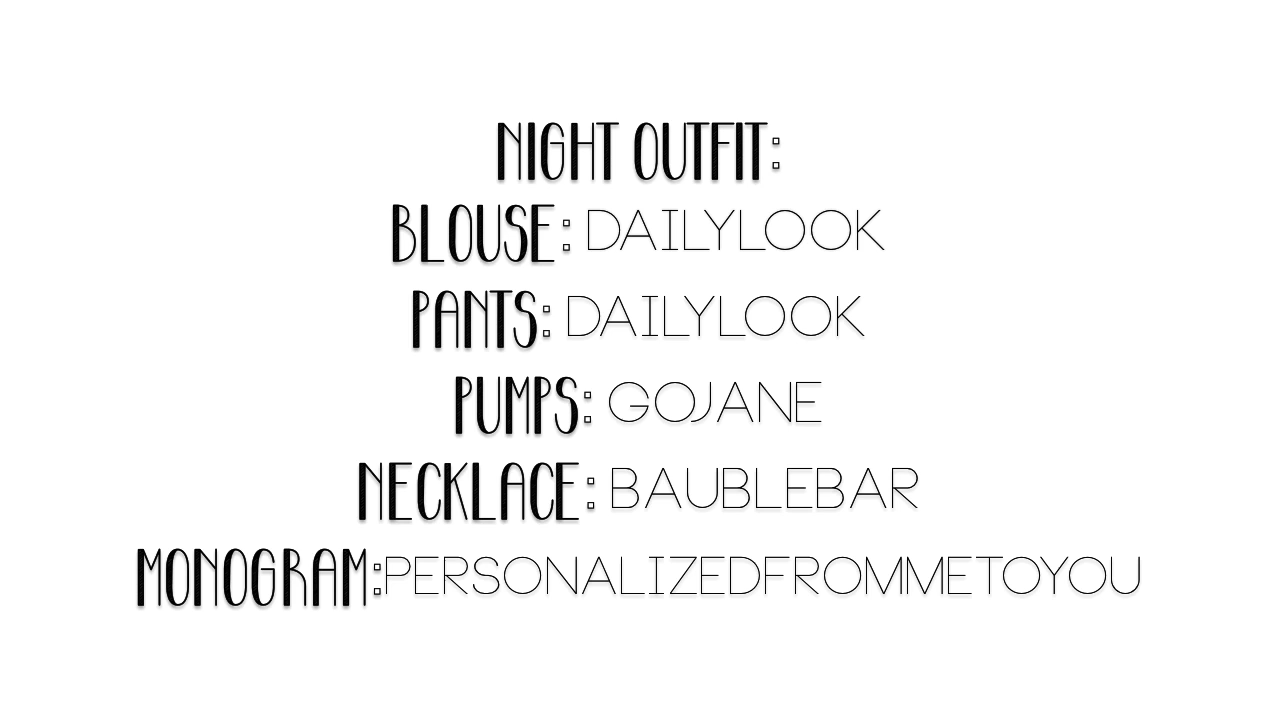 NIGHT OUTFIT:
BLOUSE: DAILYLOOK
PANTS: DAILYLOOK
PUMPS: GOJANE
NECKLACE: BAUBLEBAR
MONOGRAM:PERSONALIZEDFROMMETOYOU